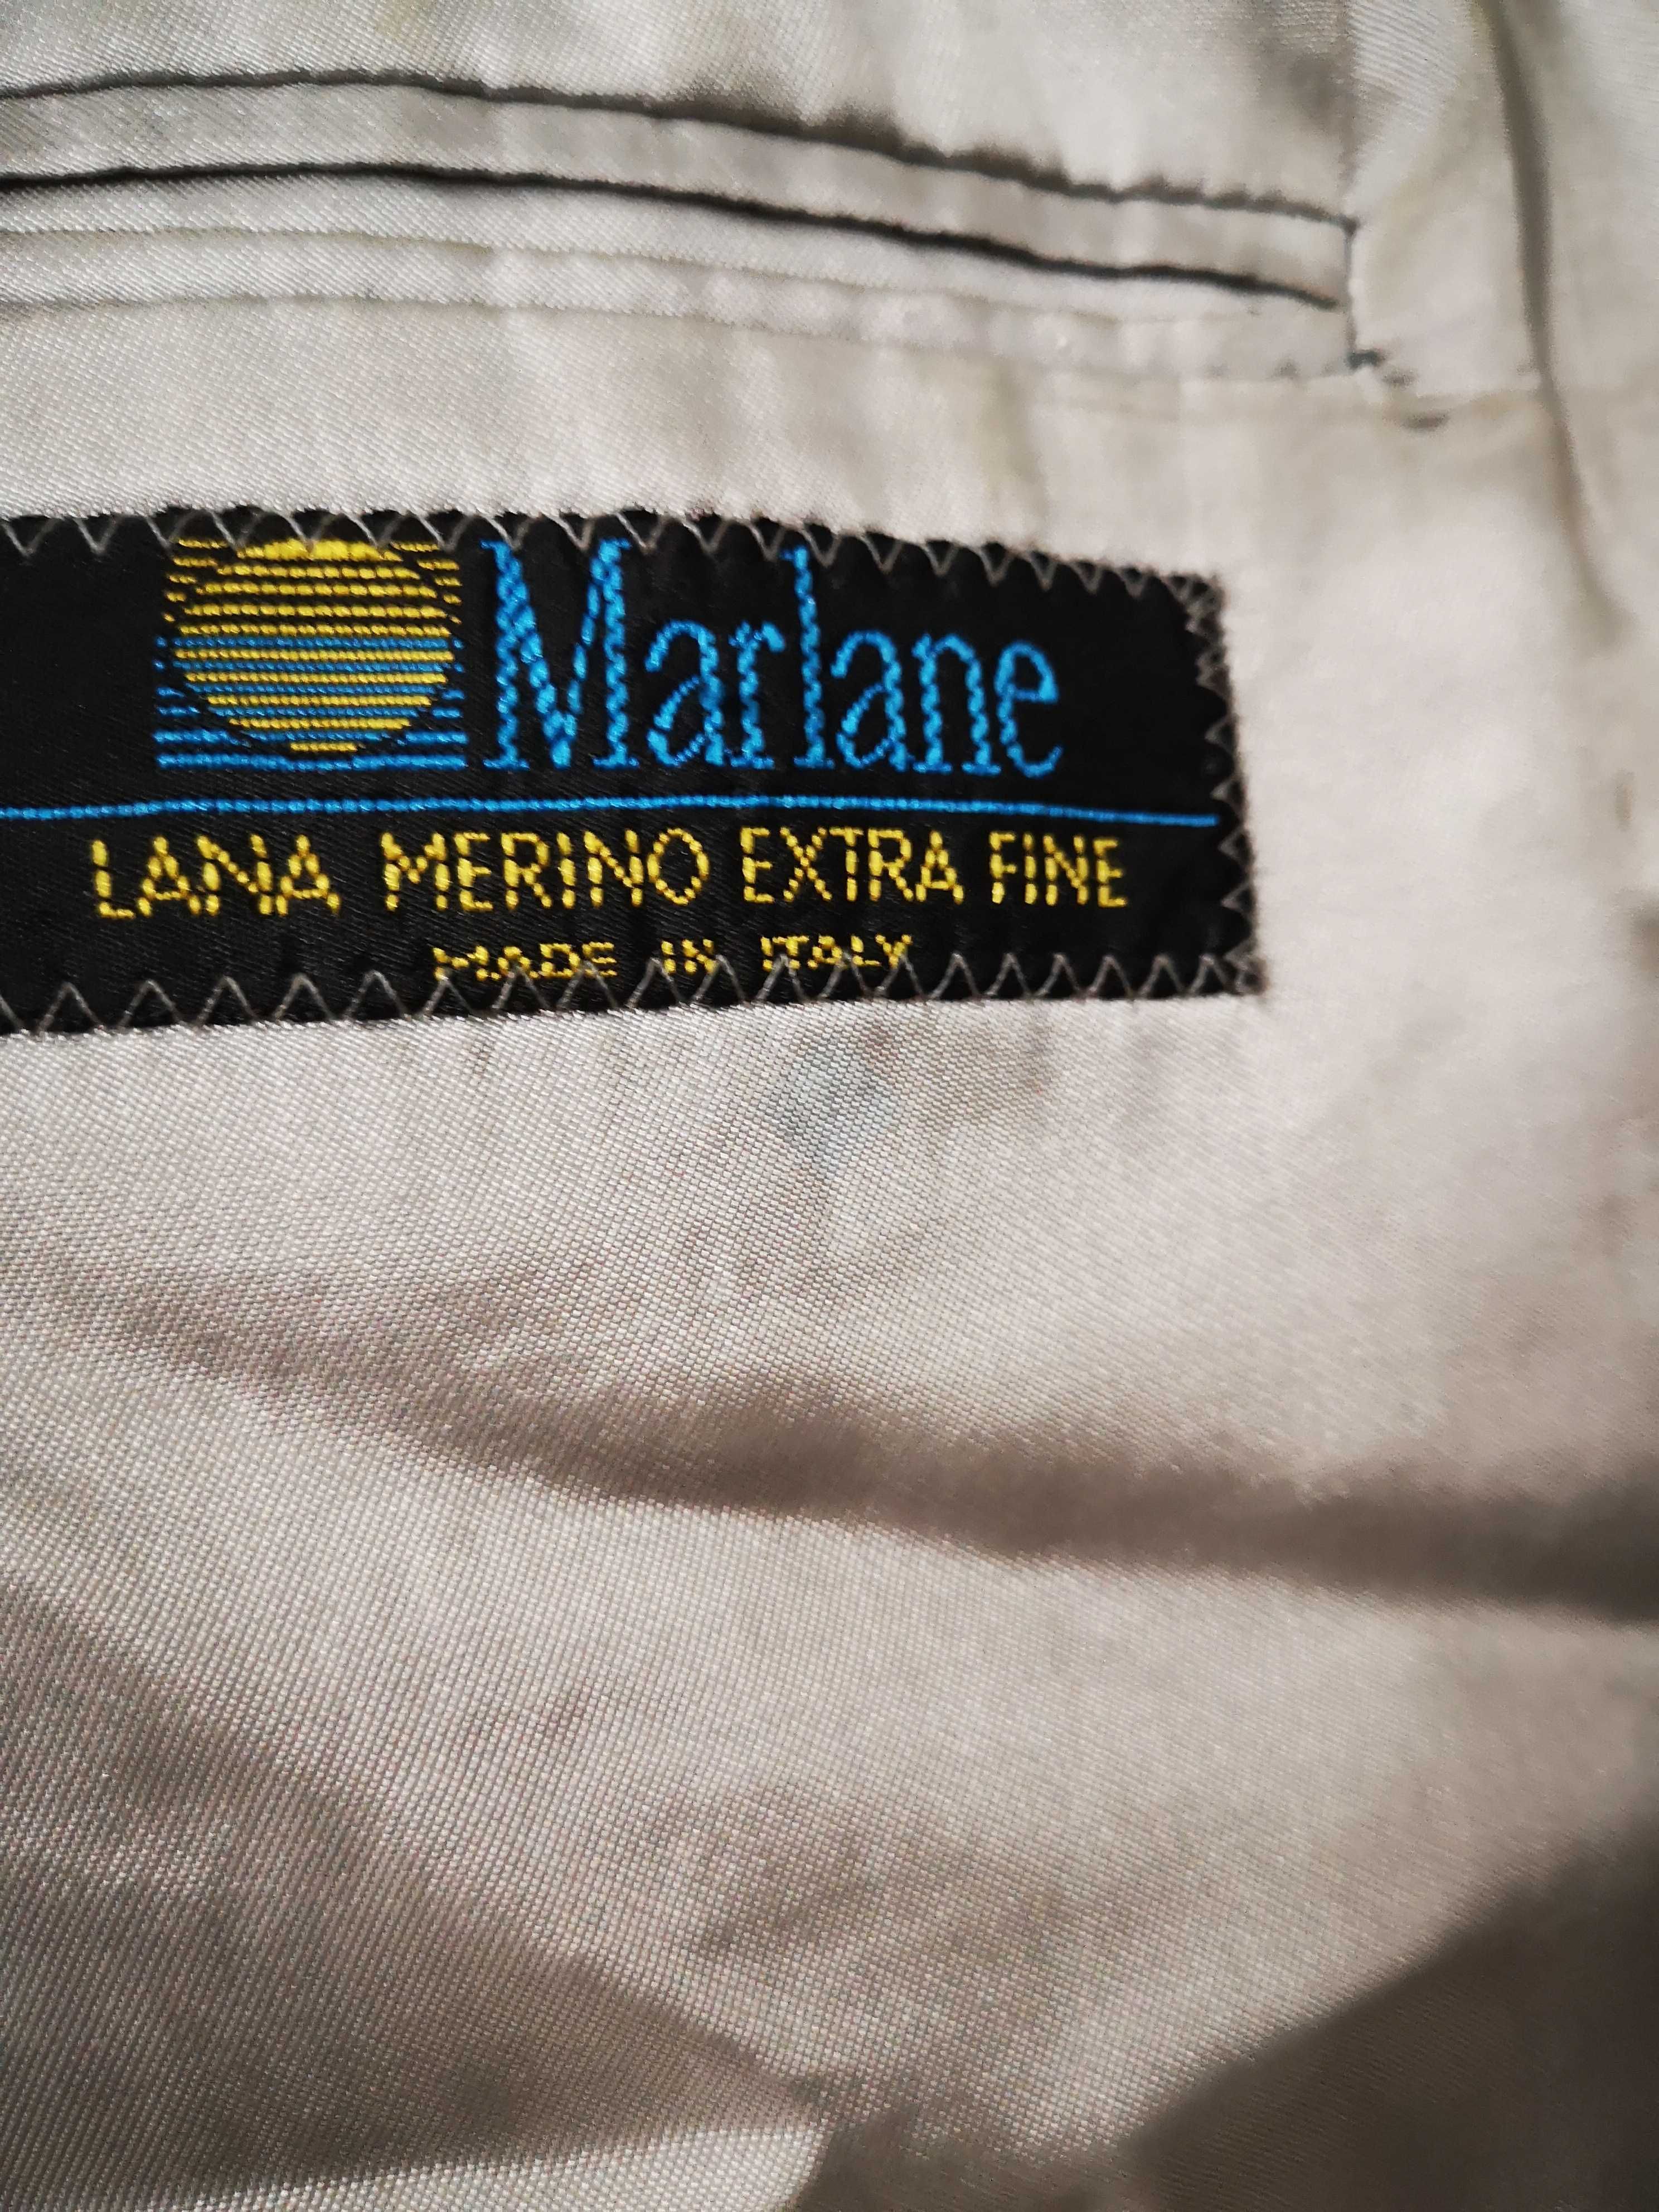 Marlane
LANA MERINO EXTRA FINE
MADE IN ITALY